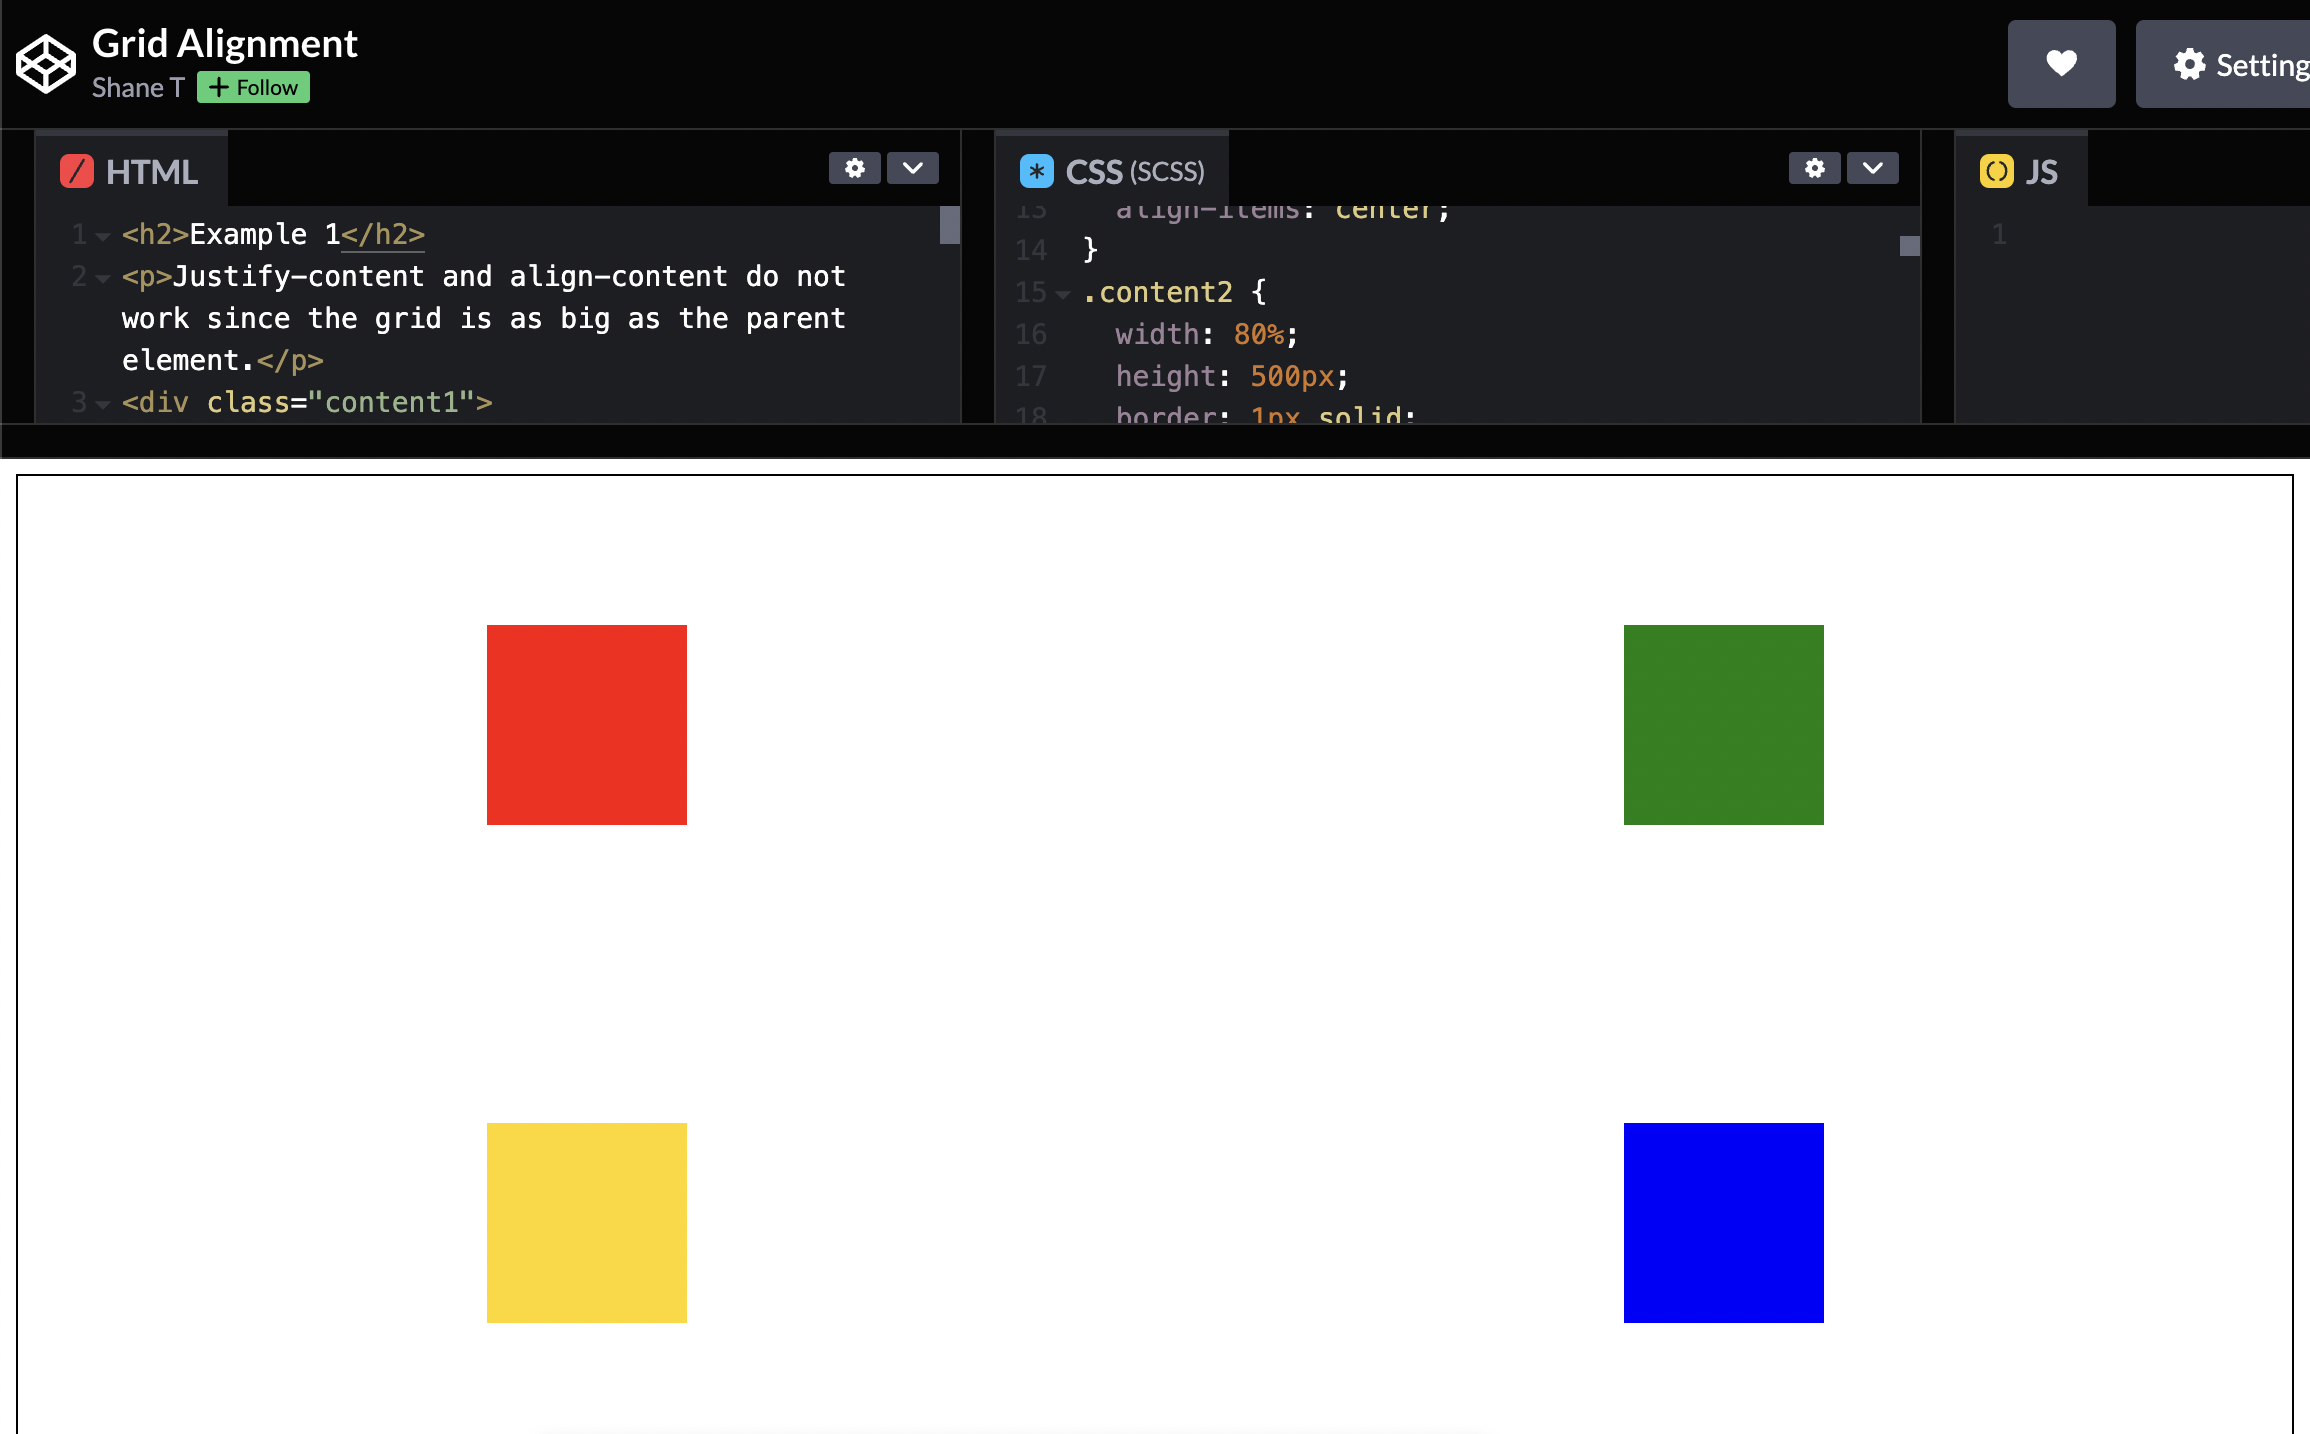 Grid Alignment
Shane T + Follow
Setting
HTML
CSS (SCSS)
JS
1 <h2>Example 1</h2>
2 <p>Justify-content and align-content do not
work since the grid is as big as the parent
element.</p>
3 <div class="content1">
13 align-items: center;
14 }
15 .content2 {
16 width: 80%;
17 height: 500px;
18 border: 1px solid;
1